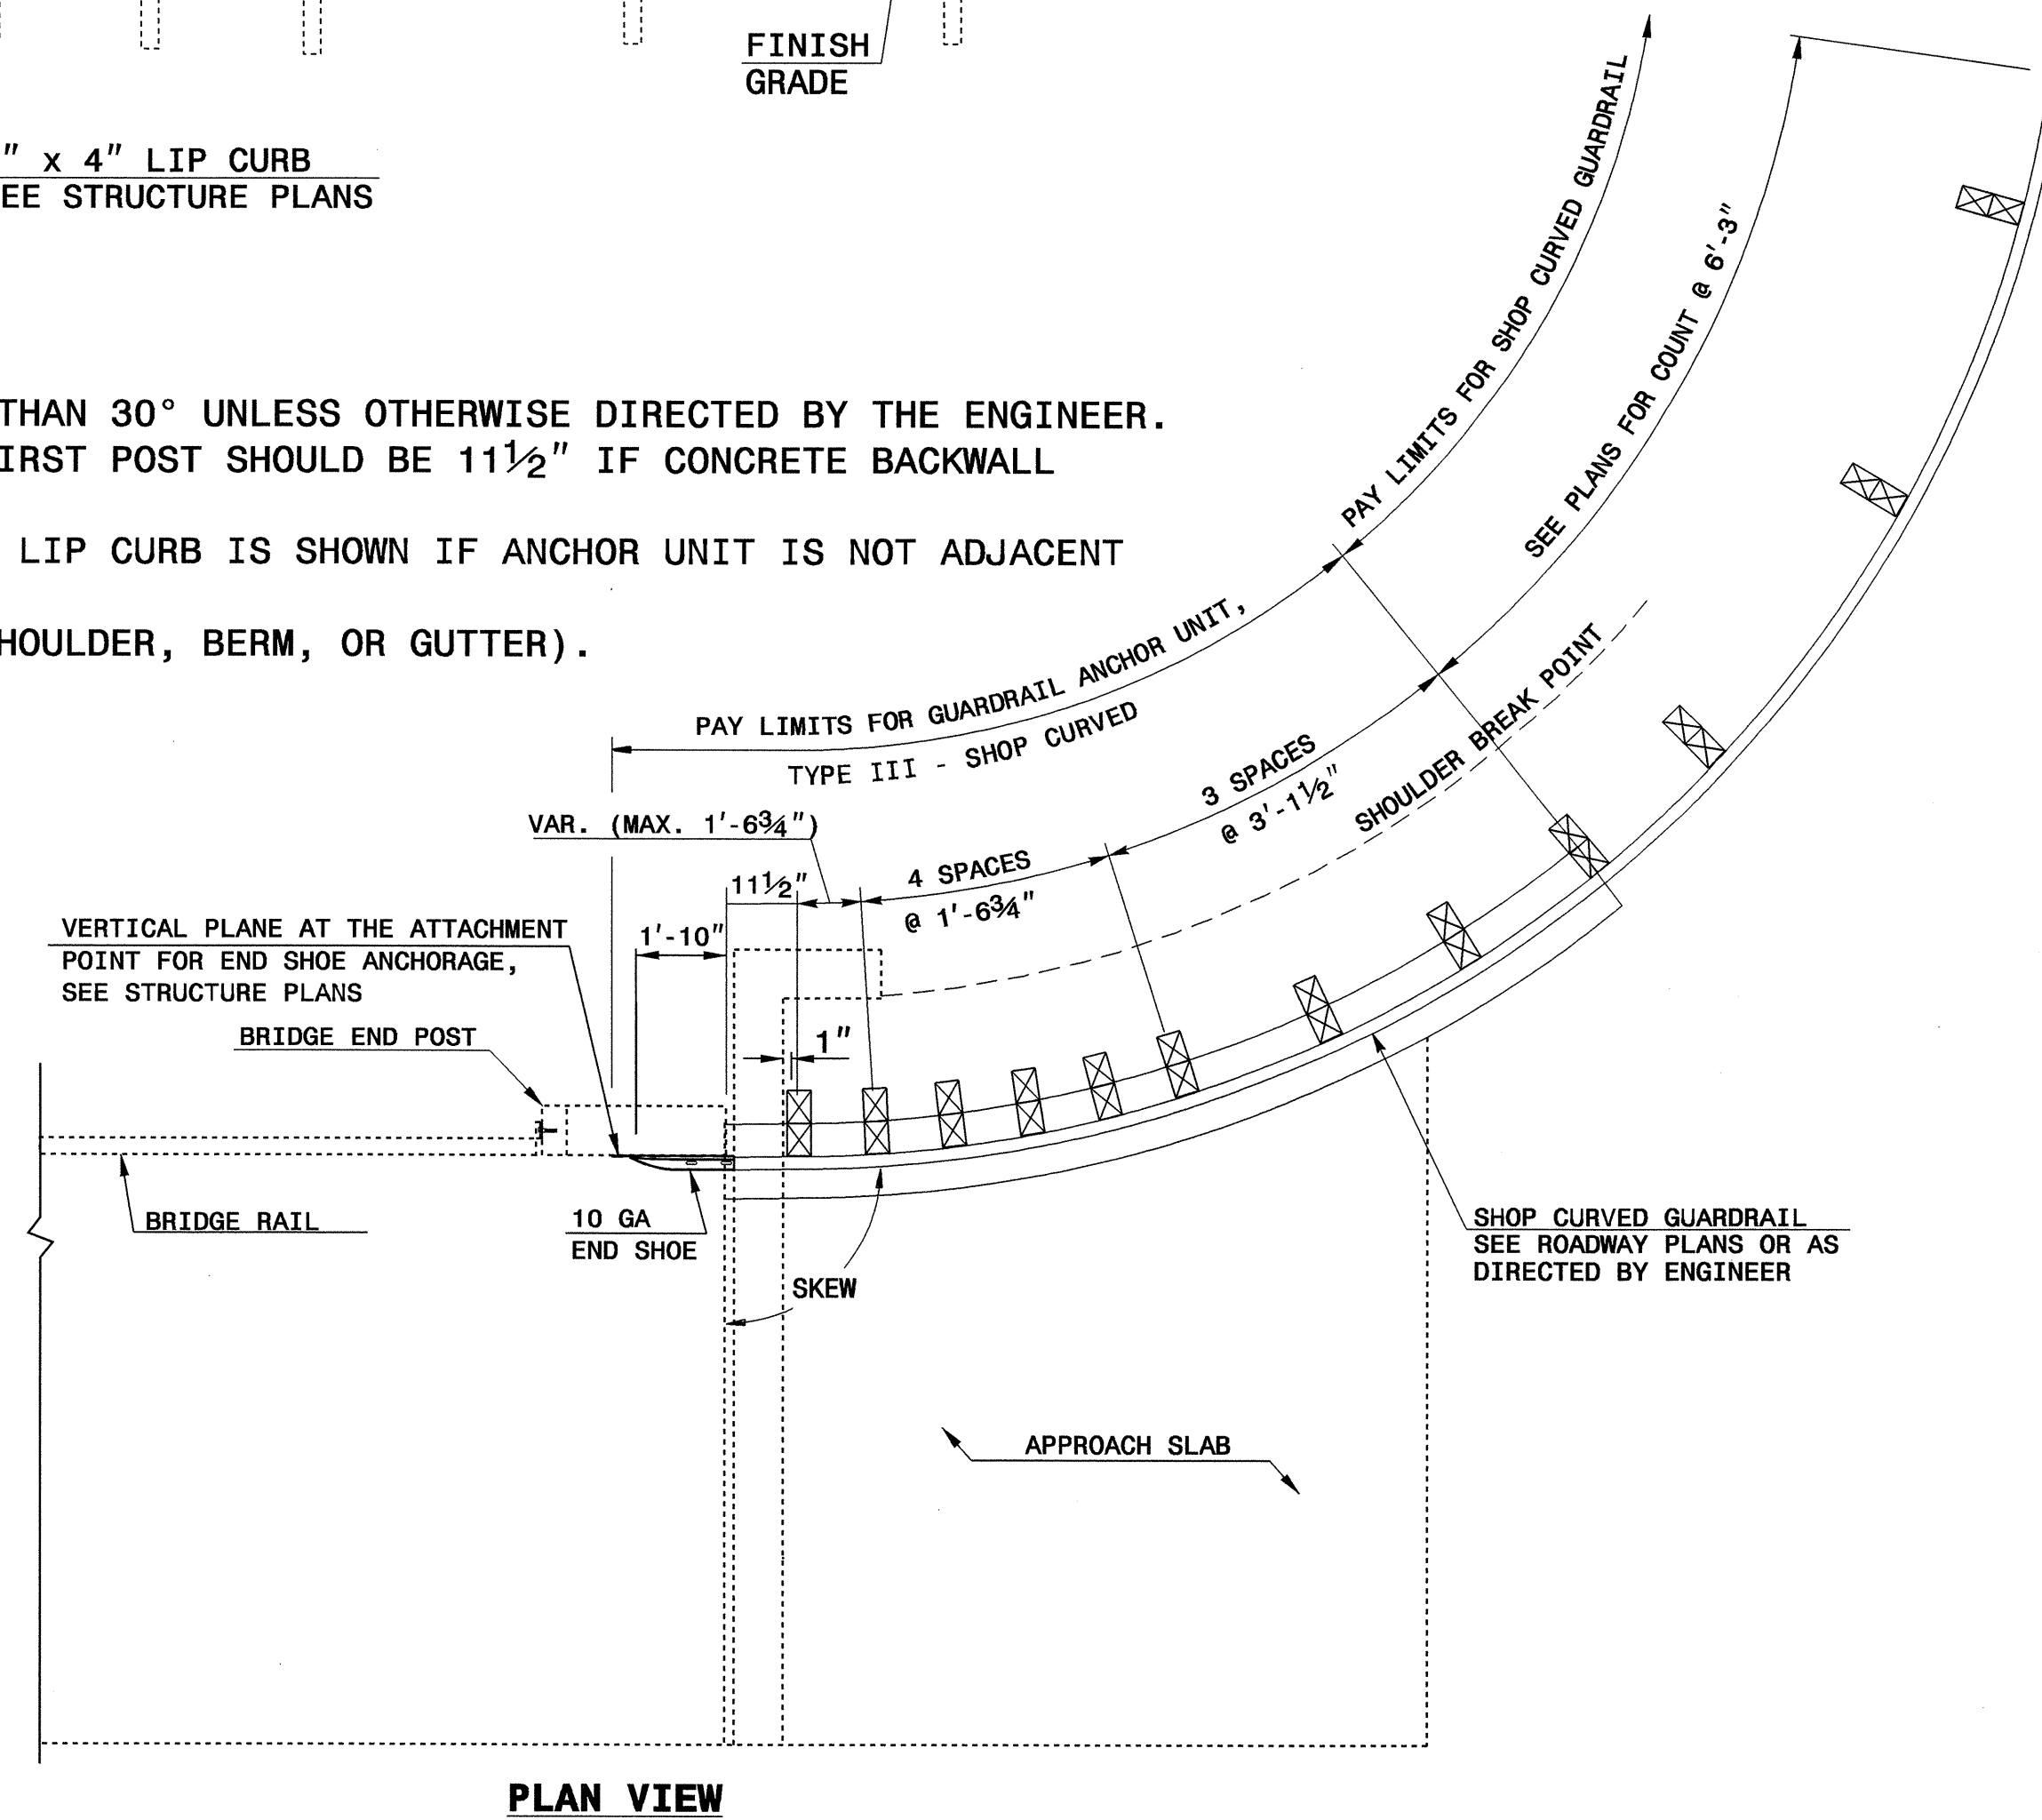 FINISH
GRADE
" x 4" LIP CURB
EE STRUCTURE PLANS
THAN 30° UNLESS OTHERWISE DIRECTED BY THE ENGINEER.
IRST POST SHOULD BE 11½" IF CONCRETE BACKWALL
LIP CURB IS SHOWN IF ANCHOR UNIT IS NOT ADJACENT
HOULDER, BERM, OR GUTTER).
PAY LIMITS FOR SHOP CURVED GUARDRAIL
SEE PLANS FOR COUNT @ 6'-3"
PAY LIMITS FOR GUARDRAIL ANCHOR UNIT,
TYPE III - SHOP CURVED
3 SPACES
@ 3'-1½"
SHOULDER BREAK POINT
VAR. (MAX. 1'-6¾")
4 SPACES
@ 1'-6¾"
11½"
1'-10"
VERTICAL PLANE AT THE ATTACHMENT
POINT FOR END SHOE ANCHORAGE,
SEE STRUCTURE PLANS
BRIDGE END POST
1"
BRIDGE RAIL
10 GA
END SHOE
SKEW
SHOP CURVED GUARDRAIL
SEE ROADWAY PLANS OR AS
DIRECTED BY ENGINEER
APPROACH SLAB
PLAN VIEW